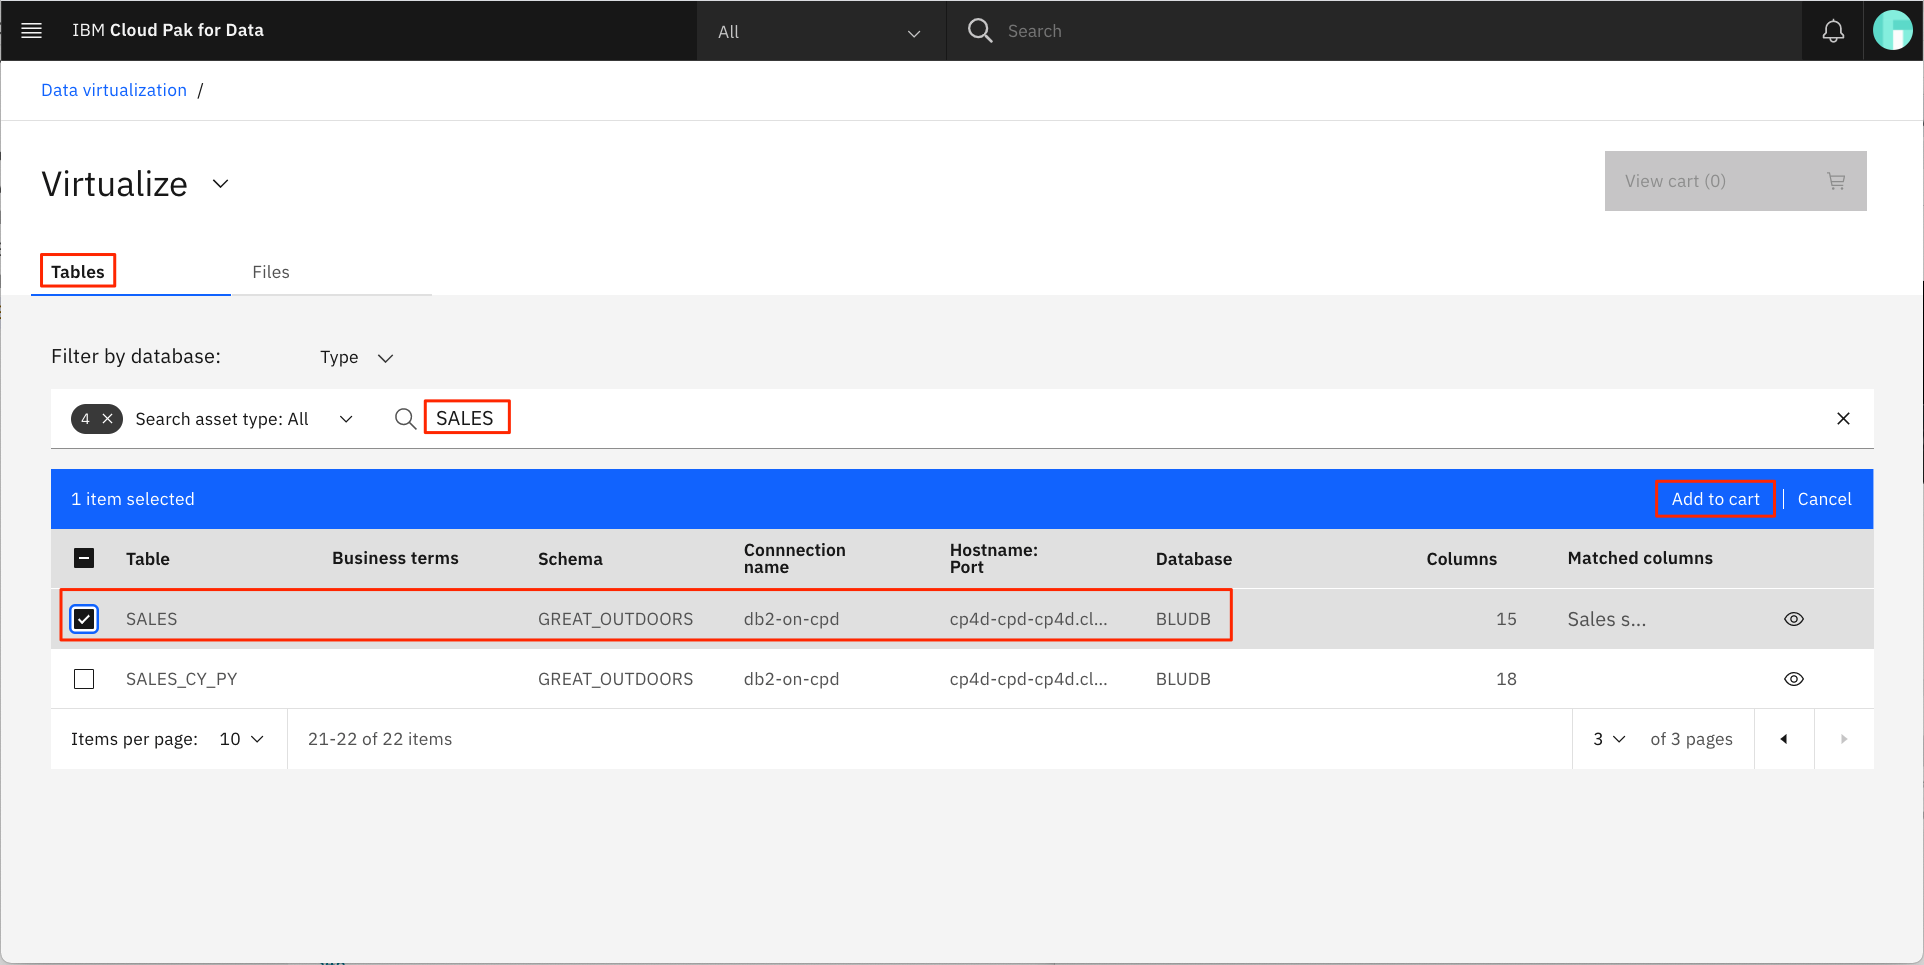 IBM Cloud Pak for Data
All
Search
Data virtualization /
Virtualize
View cart (0)
Tables
Files
Filter by database:
Type
4
Search asset type: All
SALES
1 item selected
Add to cart
Cancel
Table
Business terms
Schema
Connnection
name
Hostname:
Port
Database
Columns
Matched columns
SALES
GREAT_OUTDOORS
db2-on-cpd
cp4d-cpd-cp4d.cl...
BLUDB
15
Sales s...
SALES_CY_PY
GREAT_OUTDOORS
db2-on-cpd
cp4d-cpd-cp4d.cl...
BLUDB
18
Items per page:
10
21-22 of 22 items
3
of 3 pages